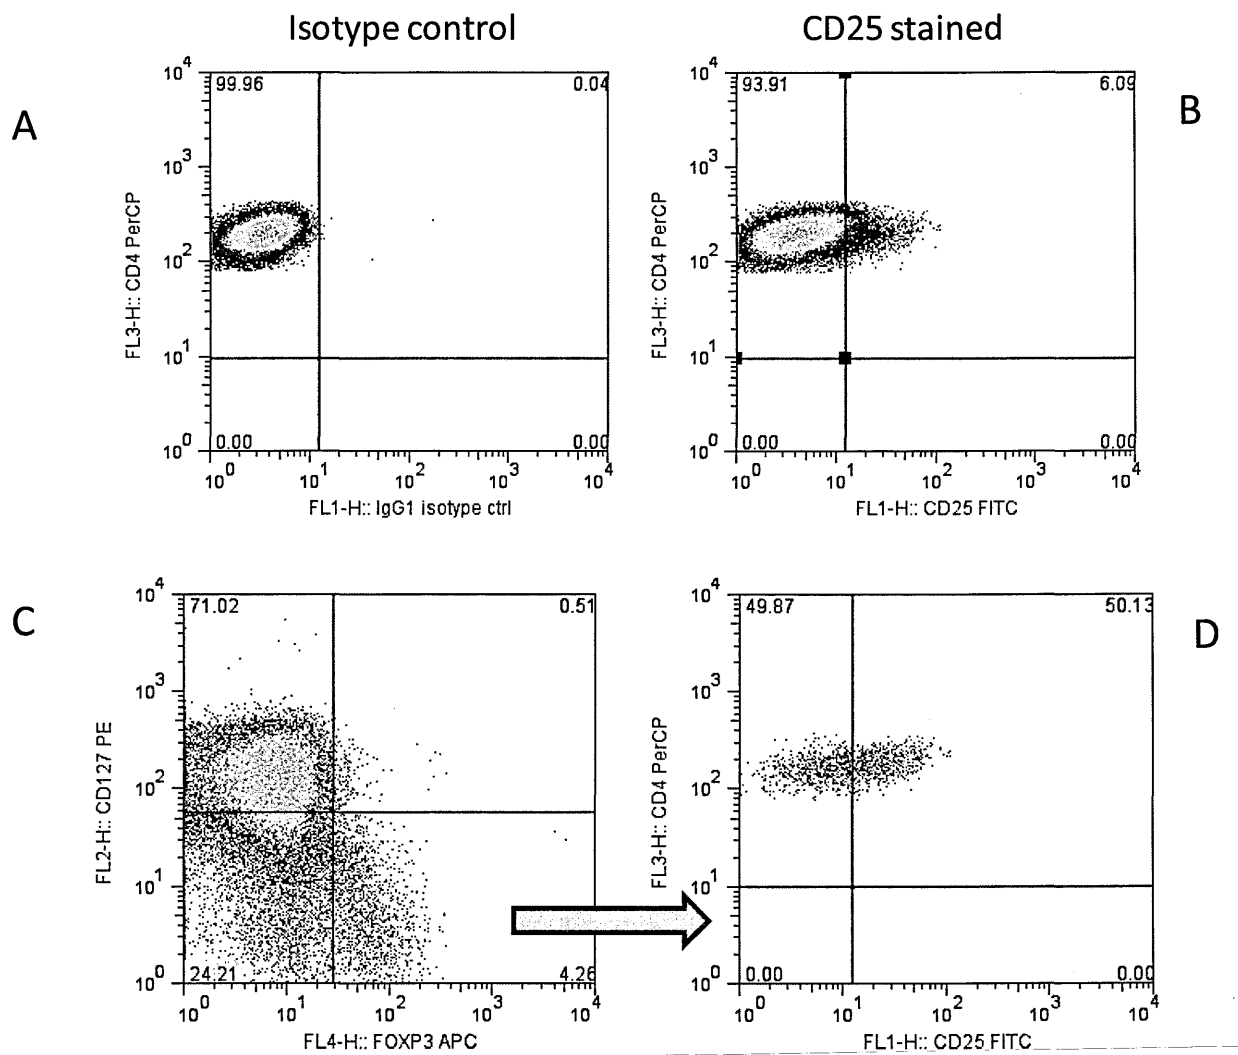 Isotype control
CD25 stained
A
10^4
10^3
10^2
10^1
10^0
99.96
0.04
0.00
0.00
10^0 10^1 10^2 10^3 10^4
FL3-H:: CD4 PerCP
FL1-H:: IgG1 isotype ctrl
B
10^4
10^3
10^2
10^1
10^0
93.91
6.09
0.00
0.00
10^0 10^1 10^2 10^3 10^4
FL3-H:: CD4 PerCP
FL1-H:: CD25 FITC
C
10^4
10^3
10^2
10^1
10^0
71.02
0.51
24.21
4.26
10^0 10^1 10^2 10^3 10^4
FL2-H:: CD127 PE
FL4-H:: FOXP3 APC
D
10^4
10^3
10^2
10^1
10^0
49.87
50.13
0.00
0.00
10^0 10^1 10^2 10^3 10^4
FL3-H:: CD4 PerCP
FL1-H:: CD25 FITC